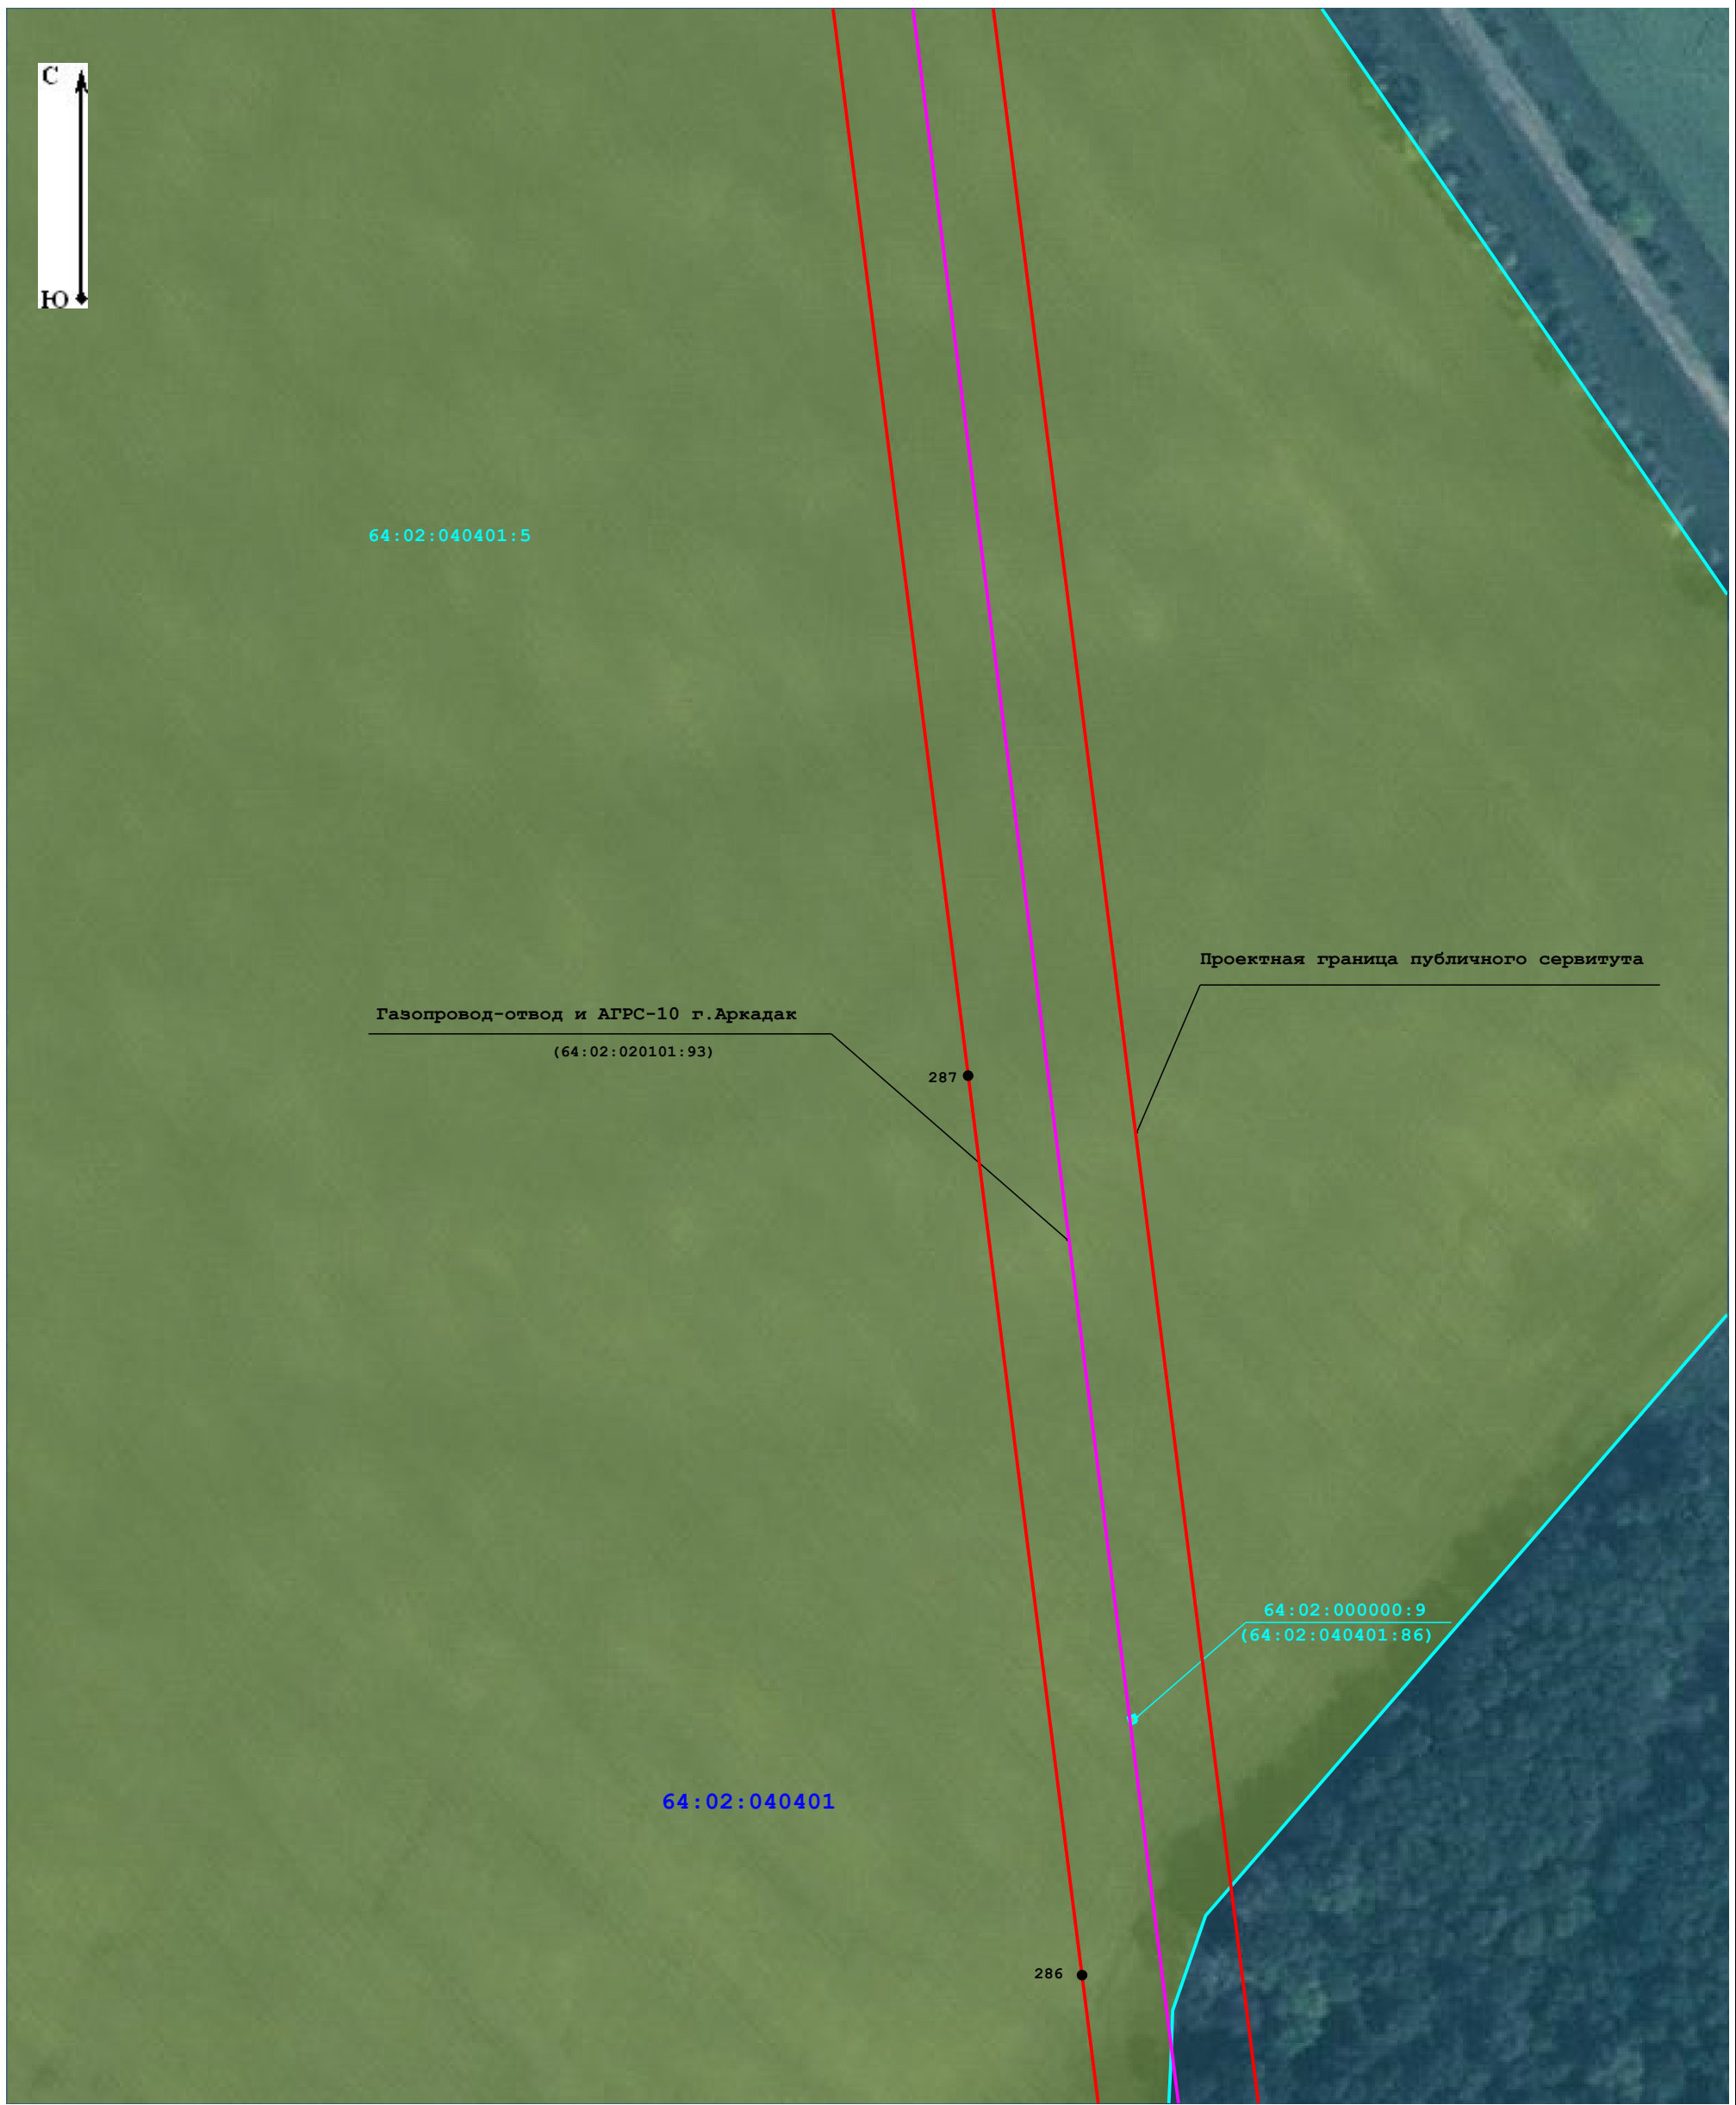 С
Ю
64:02:040401:5
Проектная граница публичного сервитута
Газопровод-отвод и АГРС-10 г.Аркадак
(64:02:020101:93)
287
64:02:000000:9
(64:02:040401:86)
64:02:040401
286